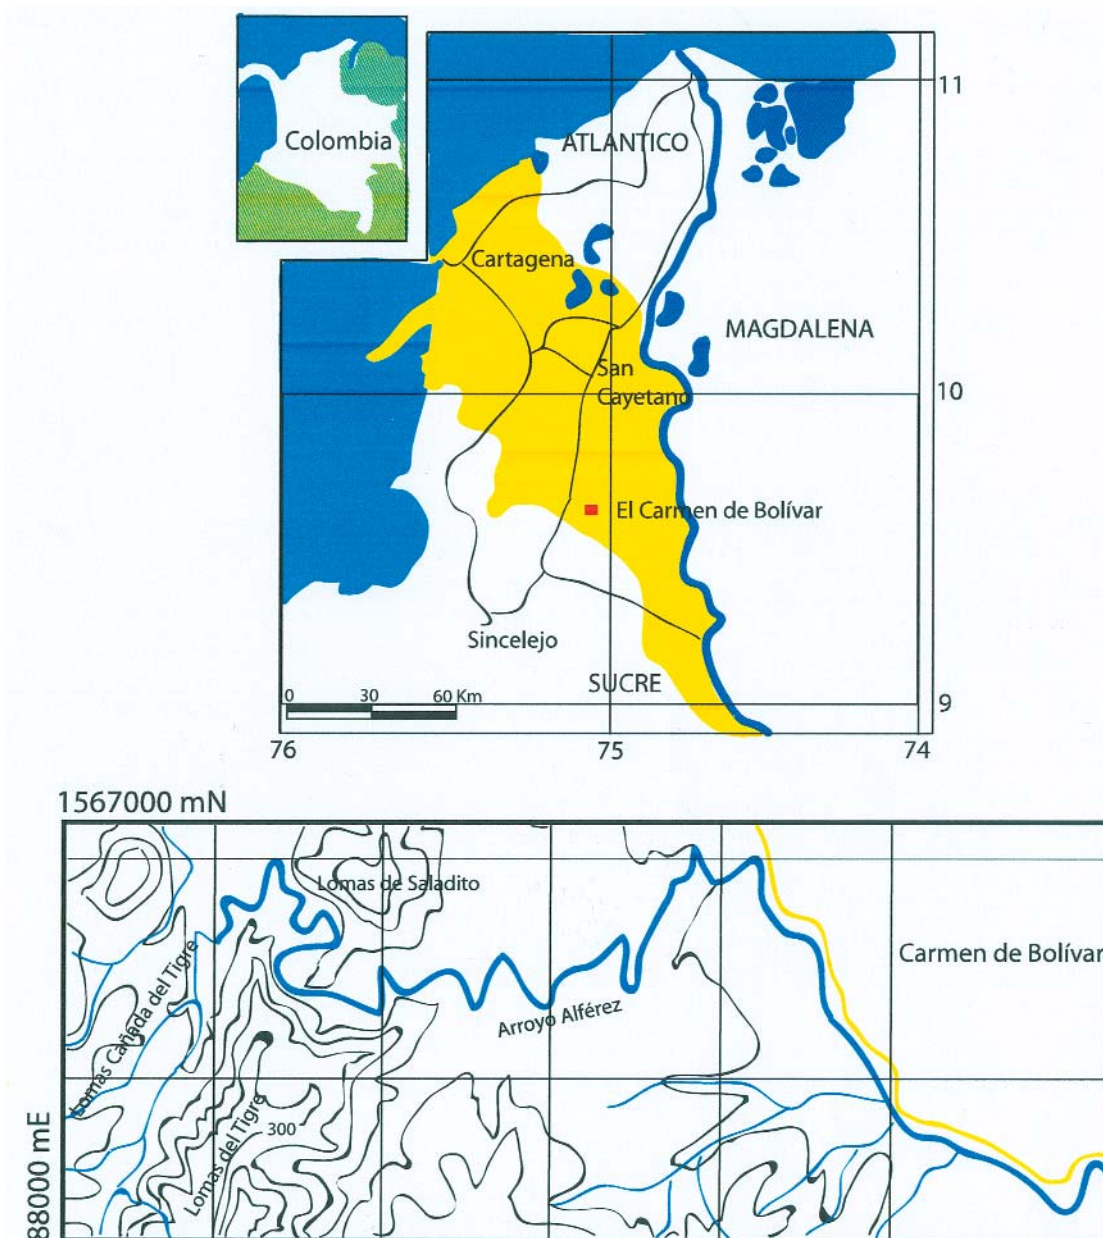 Colombia
11
ATLANTICO
Cartagena
MAGDALENA
San
Cayetano
10
El Carmen de Bolívar
Sincelejo
SUCRE
0 30 60 Km
9
76 75 74
1567000 mN
Lomas de Saladito
Carmen de Bolívar
Lomas Cañada del Tigre
Arroyo Alférez
Lomas del Tigre
300
88000 mE